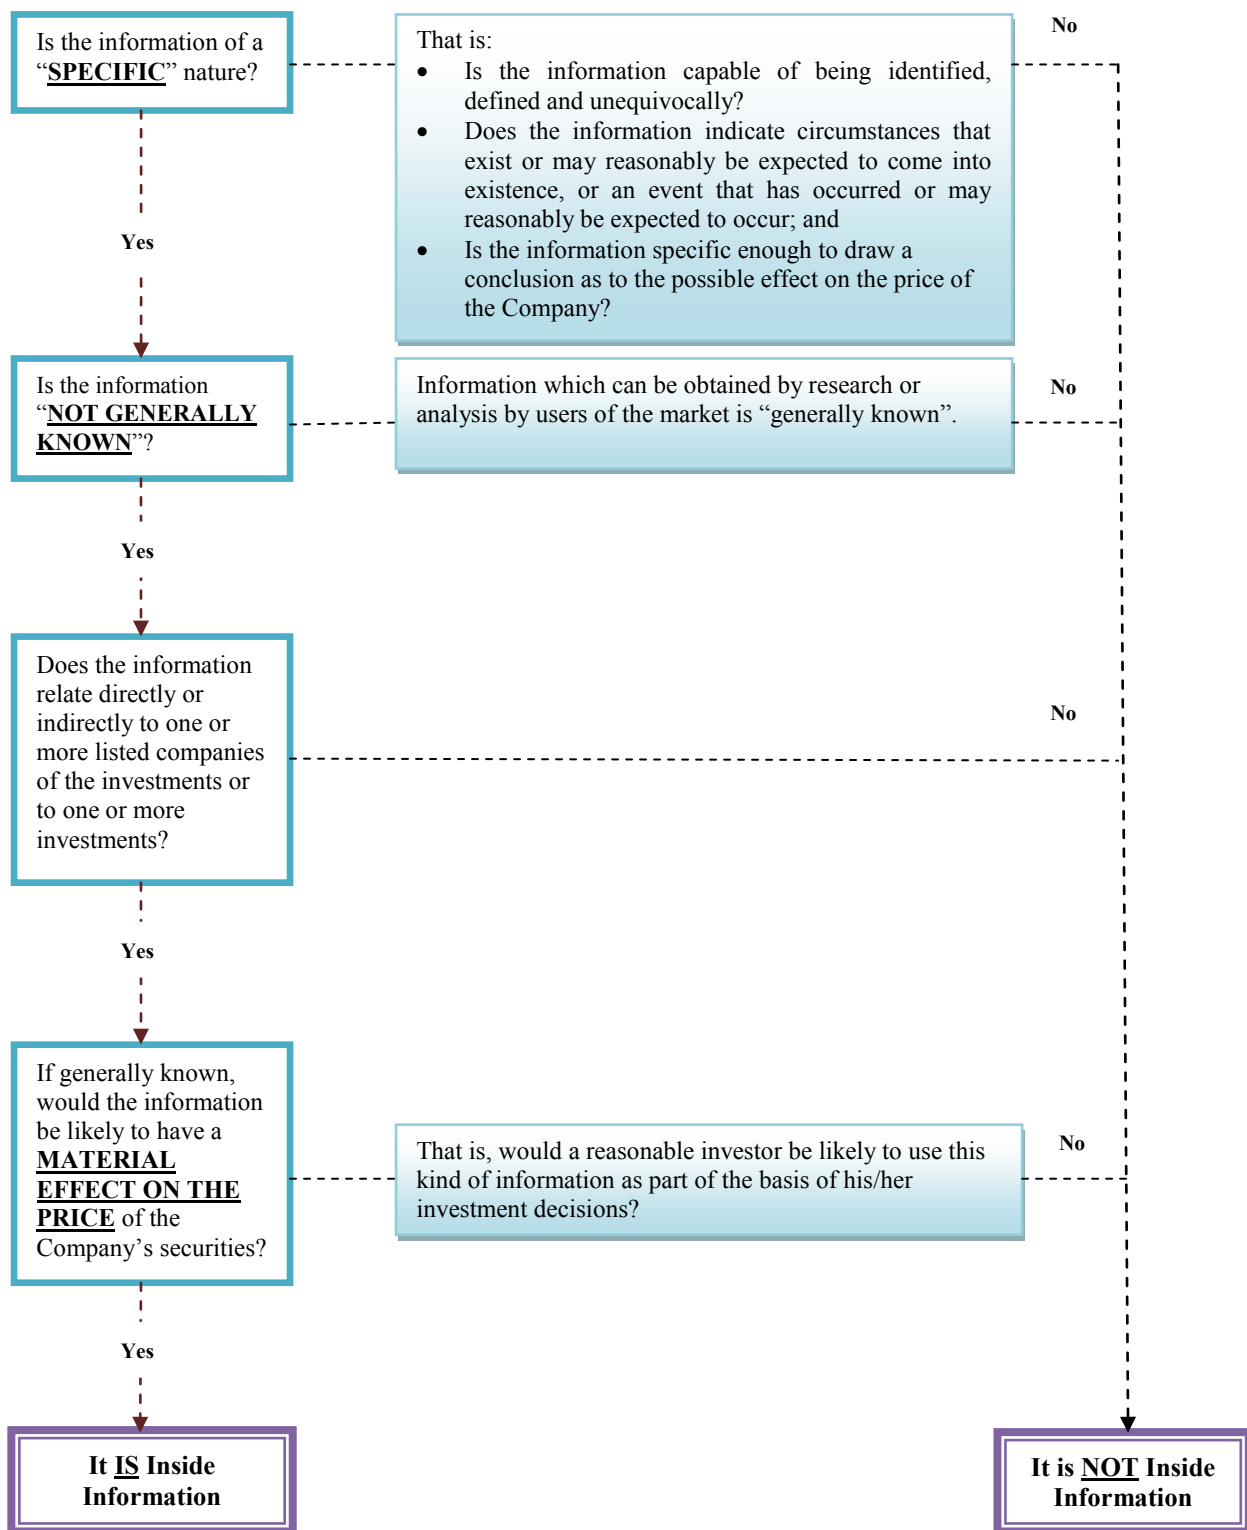 Is the information of a
“SPECIFIC” nature?
That is:
• Is the information capable of being identified,
defined and unequivocally?
• Does the information indicate circumstances that
exist or may reasonably be expected to come into
existence, or an event that has occurred or may
reasonably be expected to occur; and
• Is the information specific enough to draw a
conclusion as to the possible effect on the price of
the Company?
No
Yes
Is the information
“NOT GENERALLY
KNOWN”?
Information which can be obtained by research or
analysis by users of the market is “generally known”.
No
Yes
Does the information
relate directly or
indirectly to one or
more listed companies
of the investments or
to one or more
investments?
No
Yes
If generally known,
would the information
be likely to have a
MATERIAL
EFFECT ON THE
PRICE of the
Company’s securities?
That is, would a reasonable investor be likely to use this
kind of information as part of the basis of his/her
investment decisions?
No
Yes
It IS Inside
Information
It is NOT Inside
Information